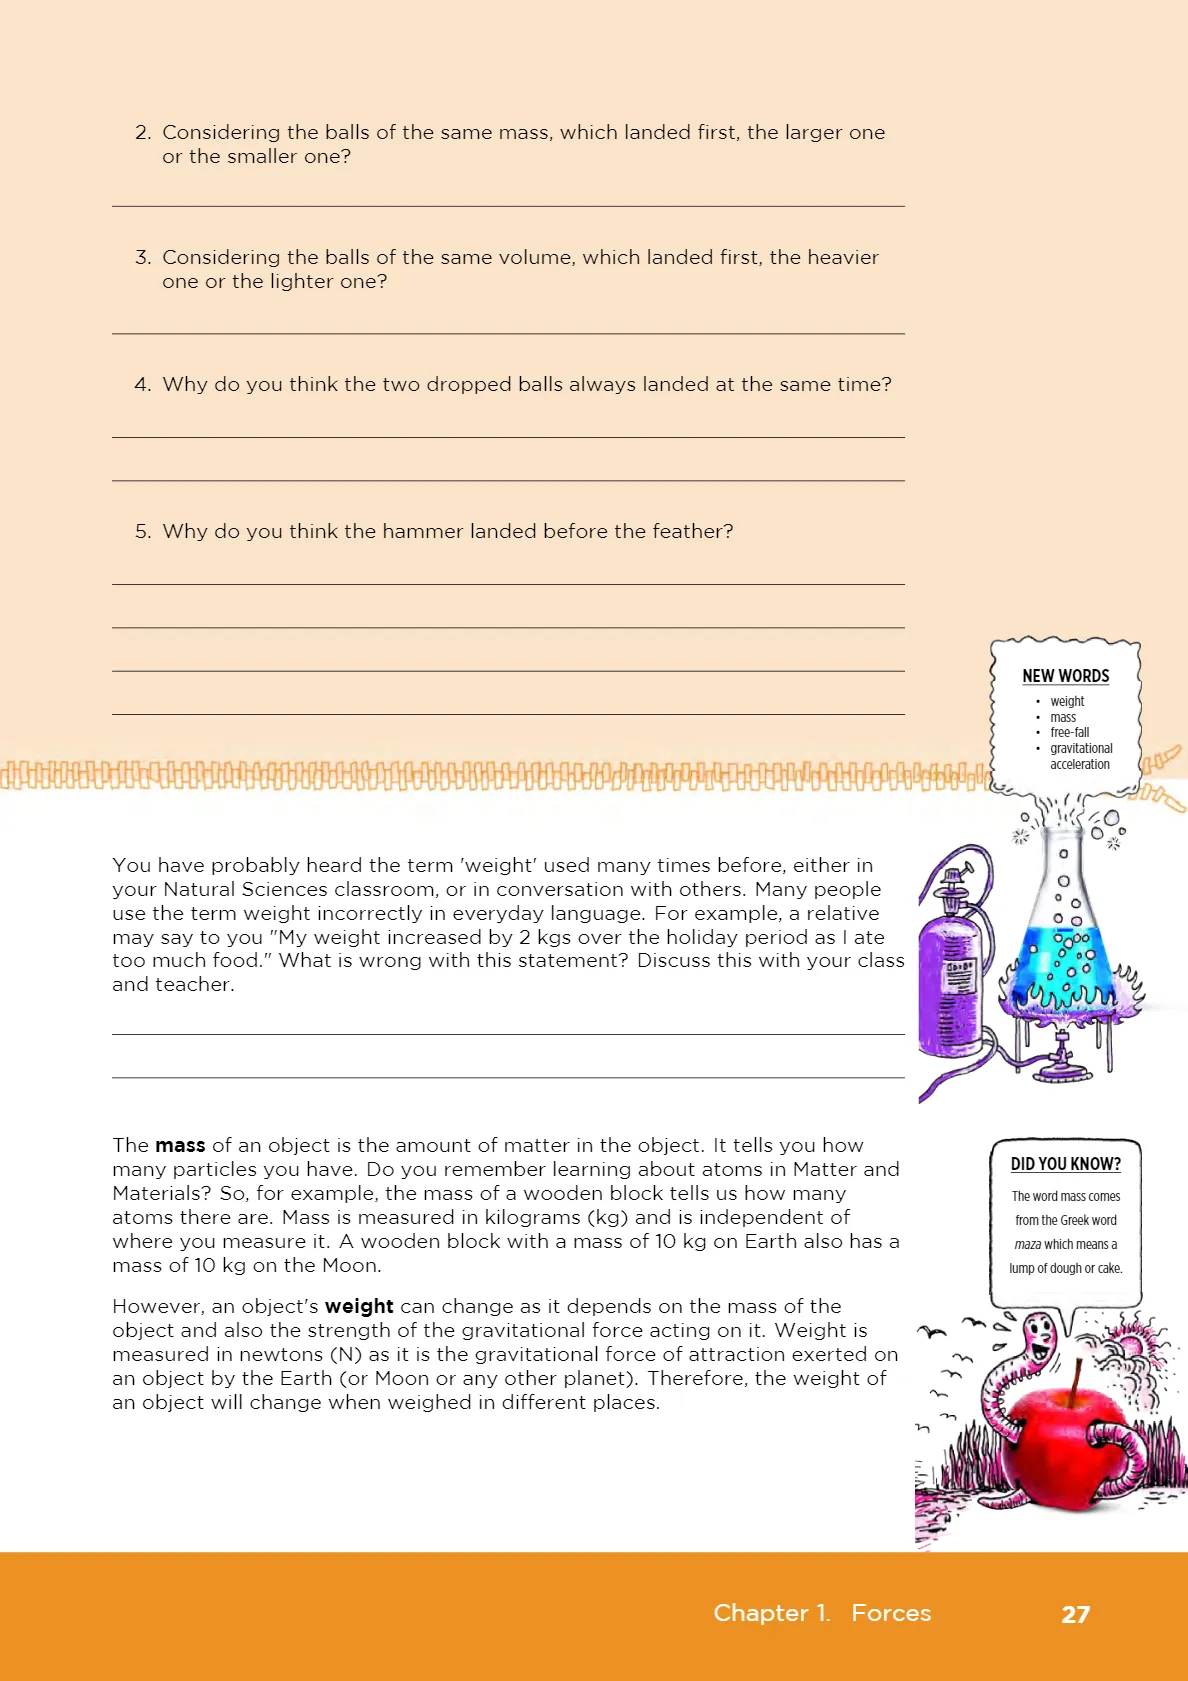 2. Considering the balls of the same mass, which landed first, the larger one
or the smaller one?
3. Considering the balls of the same volume, which landed first, the heavier
one or the lighter one?
4. Why do you think the two dropped balls always landed at the same time?
5. Why do you think the hammer landed before the feather?
NEW WORDS
• weight
• mass
• free-fall
• gravitational
acceleration
You have probably heard the term 'weight' used many times before, either in
your Natural Sciences classroom, or in conversation with others. Many people
use the term weight incorrectly in everyday language. For example, a relative
may say to you "My weight increased by 2 kgs over the holiday period as I ate
too much food." What is wrong with this statement? Discuss this with your class
and teacher.
The mass of an object is the amount of matter in the object. It tells you how
many particles you have. Do you remember learning about atoms in Matter and
Materials? So, for example, the mass of a wooden block tells us how many
atoms there are. Mass is measured in kilograms (kg) and is independent of
where you measure it. A wooden block with a mass of 10 kg on Earth also has a
mass of 10 kg on the Moon.
DID YOU KNOW?
The word mass comes
from the Greek word
maza which means a
lump of dough or cake.
However, an object's weight can change as it depends on the mass of the
object and also the strength of the gravitational force acting on it. Weight is
measured in newtons (N) as it is the gravitational force of attraction exerted on
an object by the Earth (or Moon or any other planet). Therefore, the weight of
an object will change when weighed in different places.
Chapter 1. Forces
27